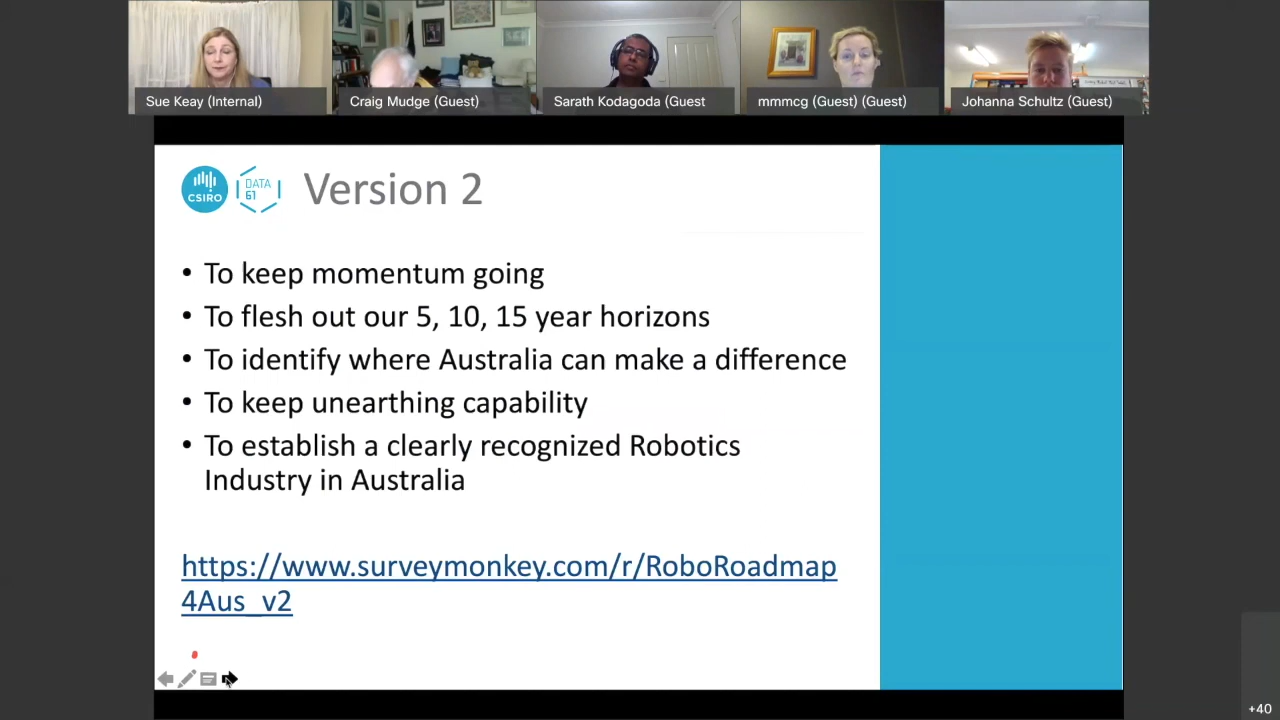 Sue Keay (Internal)
Craig Mudge (Guest)
Sarath Kodagoda (Guest
mmmcg (Guest) (Guest)
Johanna Schultz (Guest)
CSIRO
DATA
61
Version 2
• To keep momentum going
• To flesh out our 5, 10, 15 year horizons
• To identify where Australia can make a difference
• To keep unearthing capability
• To establish a clearly recognized Robotics
Industry in Australia
https://www.surveymonkey.com/r/RoboRoadmap
4Aus_v2
+40